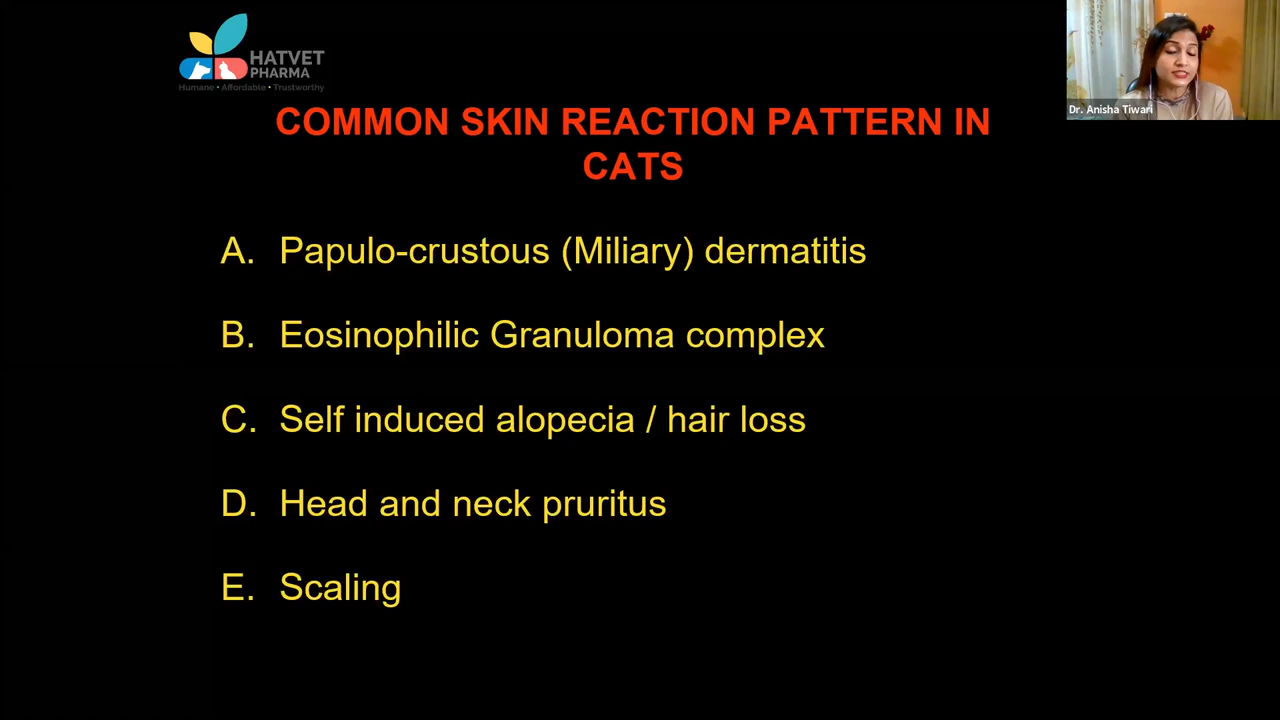 HATVET
PHARMA
Humane • Affordable • Trustworthy
Dr. Anisha Tiwari
COMMON SKIN REACTION PATTERN IN
CATS
A. Papulo-crustous (Miliary) dermatitis
B. Eosinophilic Granuloma complex
C. Self induced alopecia / hair loss
D. Head and neck pruritus
E. Scaling